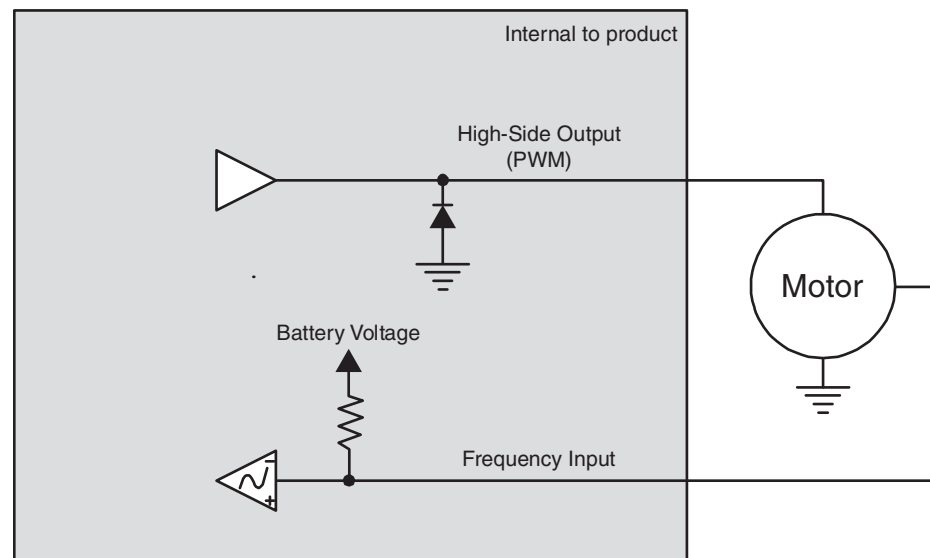 Internal to product
High-Side Output
(PWM)
Motor
Battery Voltage
Frequency Input